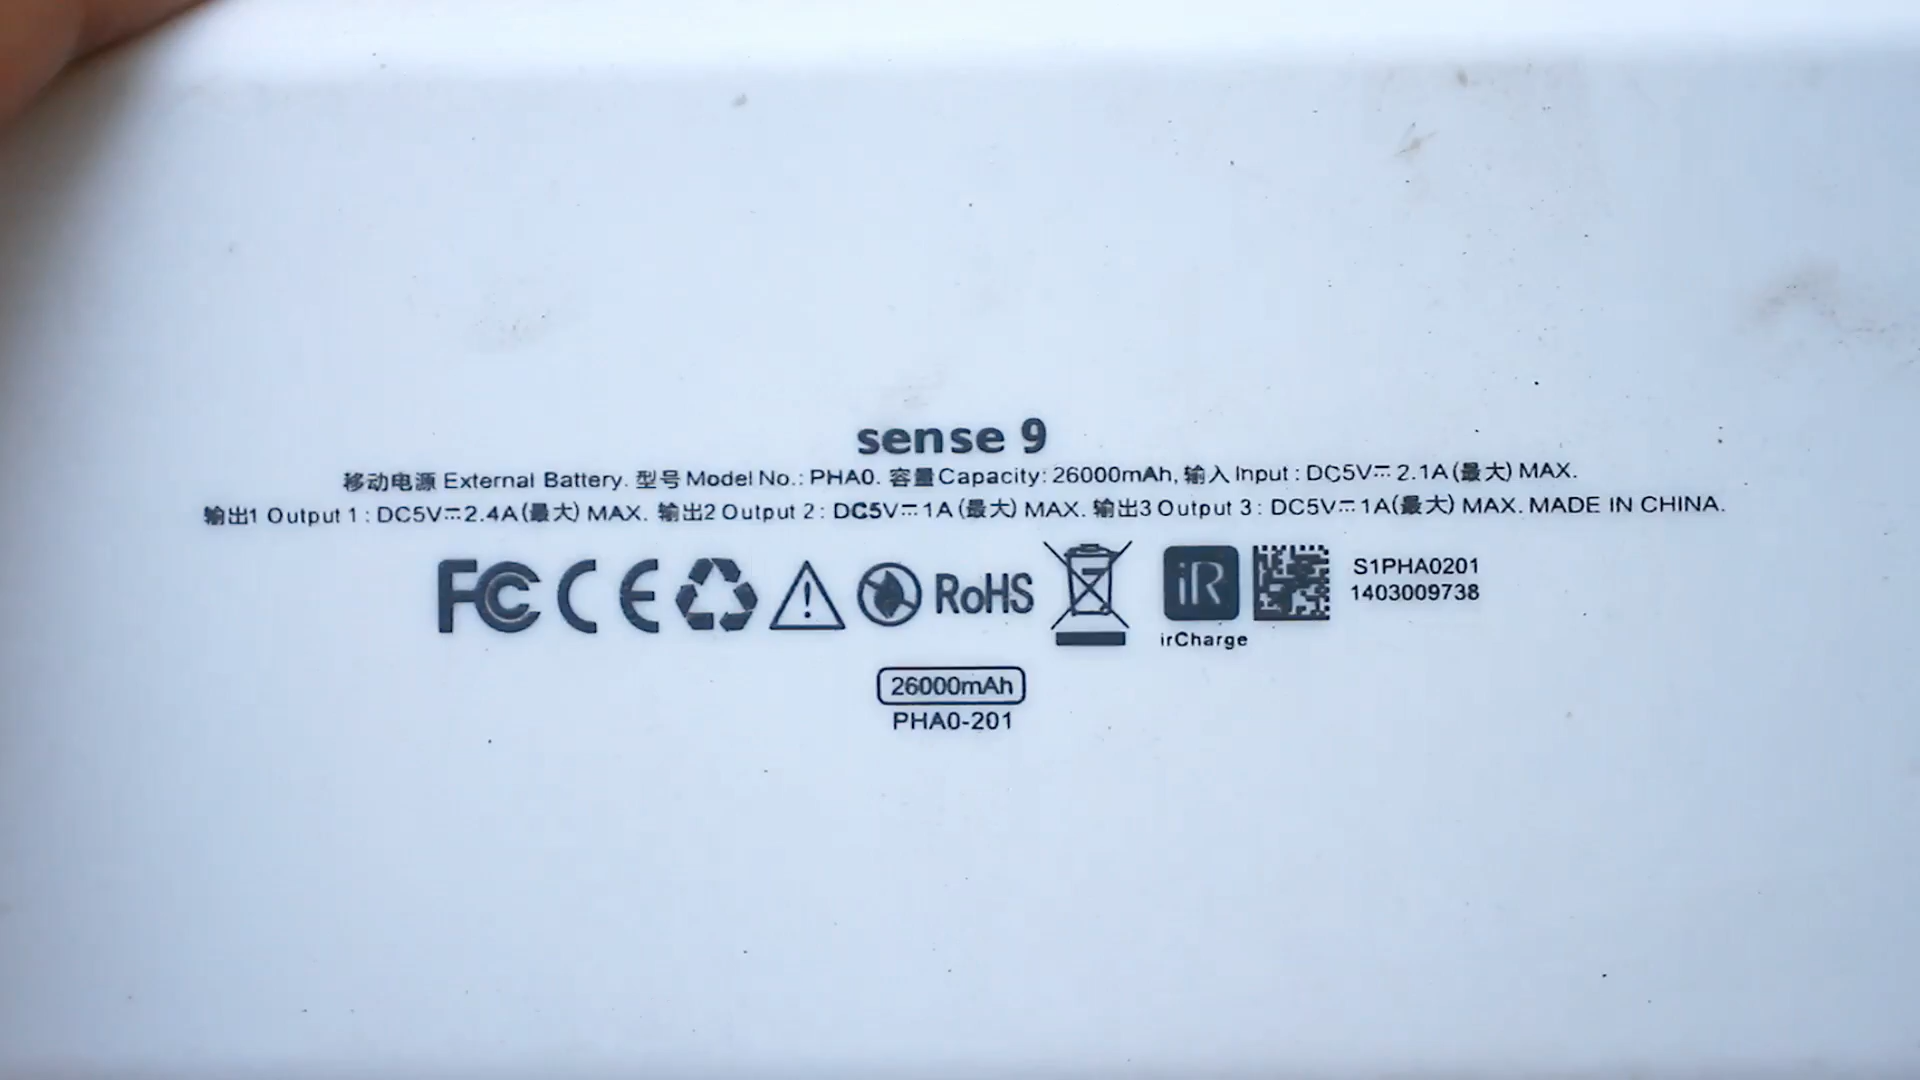 sense 9
移动电源 External Battery. 型号 Model No.: PHA0. 容量 Capacity: 26000mAh, 输入 Input : DC5V⎓2.1A(最大) MAX.
输出1 Output 1 : DC5V⎓2.4A(最大) MAX. 输出2 Output 2 : DC5V⎓1A(最大) MAX. 输出3 Output 3 : DC5V⎓1A(最大) MAX. MADE IN CHINA.
FC CE RoHS iR S1PHA0201
1403009738
irCharge
26000mAh
PHA0-201